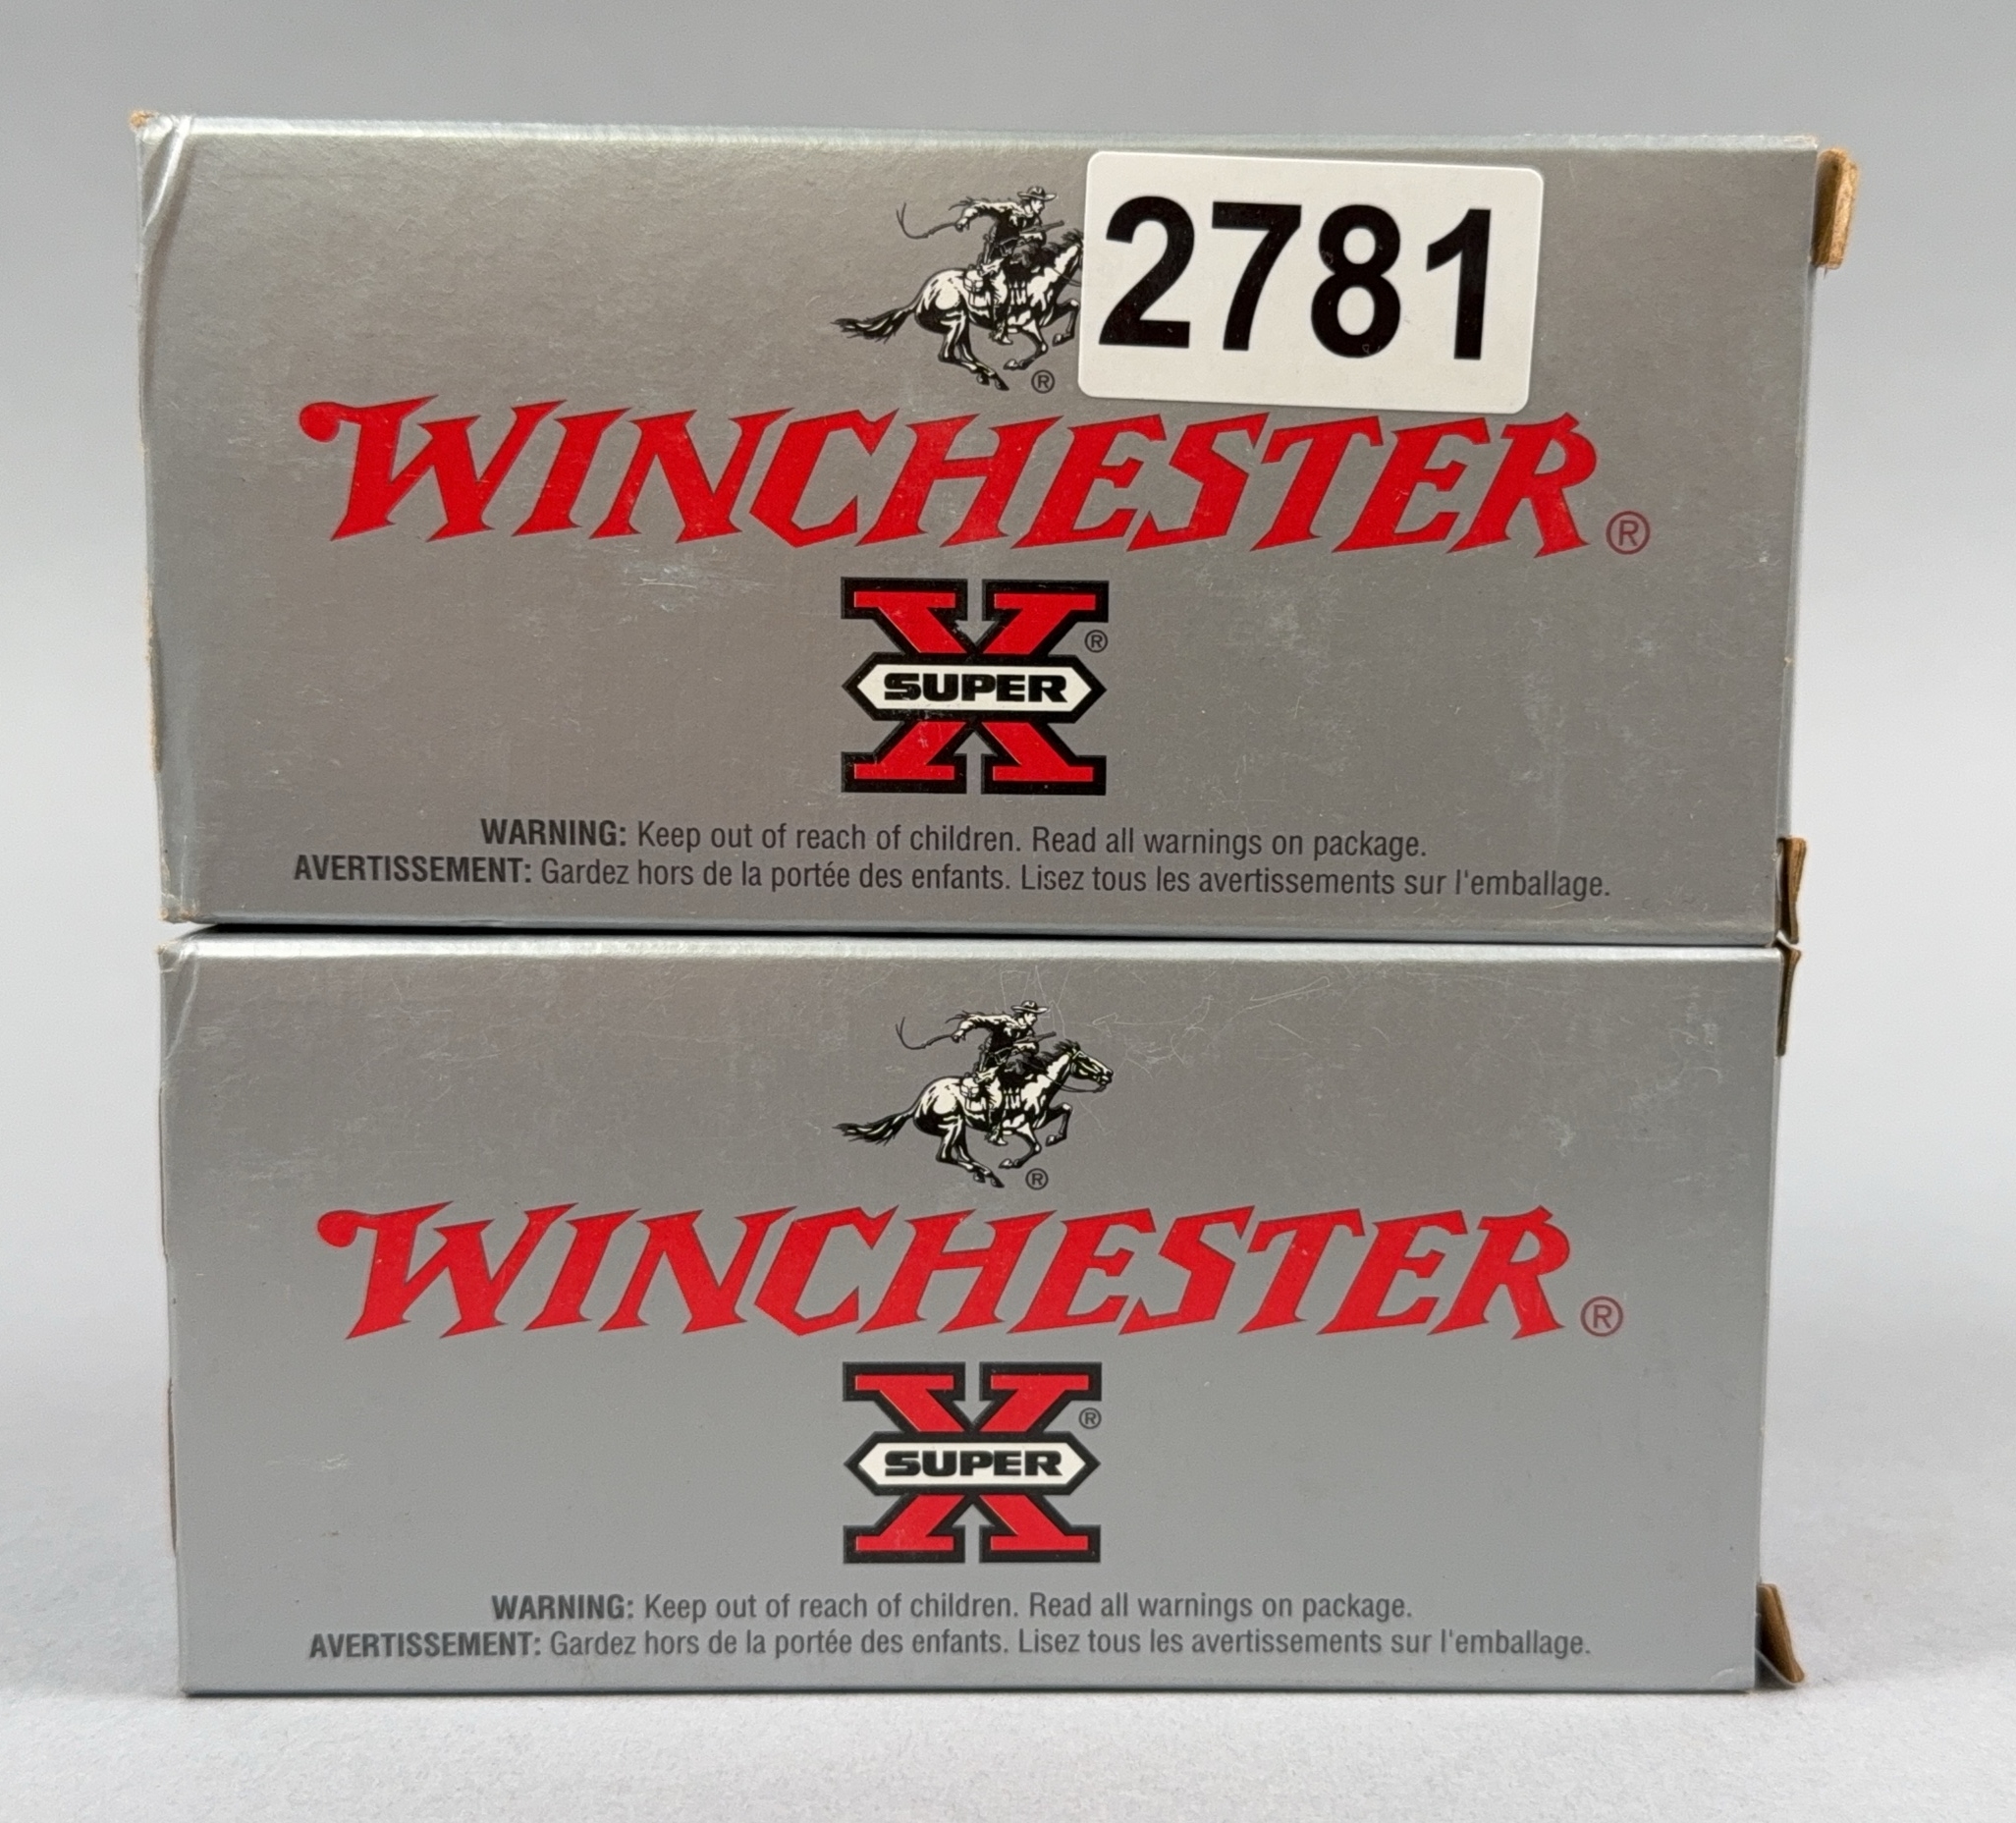 2781
®
WINCHESTER®
X®
SUPER
WARNING: Keep out of reach of children. Read all warnings on package.
AVERTISSEMENT: Gardez hors de la portée des enfants. Lisez tous les avertissements sur l'emballage.
®
WINCHESTER®
X®
SUPER
WARNING: Keep out of reach of children. Read all warnings on package.
AVERTISSEMENT: Gardez hors de la portée des enfants. Lisez tous les avertissements sur l'emballage.